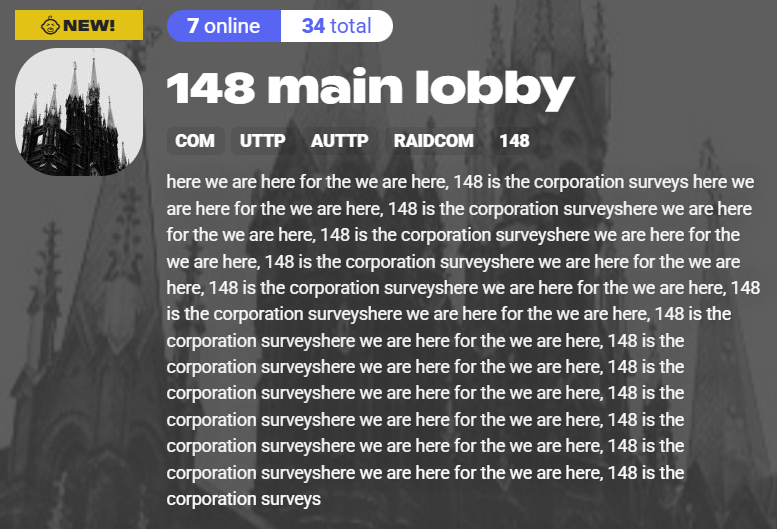 NEW!
7 online 34 total
148 main lobby
COM UTTP AUTTP RAIDCOM 148
here we are here for the we are here, 148 is the corporation surveys here we
are here for the we are here, 148 is the corporation surveyshere we are here
for the we are here, 148 is the corporation surveyshere we are here for the
we are here, 148 is the corporation surveyshere we are here for the we are
here, 148 is the corporation surveyshere we are here for the we are here, 148
is the corporation surveyshere we are here for the we are here, 148 is the
corporation surveyshere we are here for the we are here, 148 is the
corporation surveyshere we are here for the we are here, 148 is the
corporation surveyshere we are here for the we are here, 148 is the
corporation surveyshere we are here for the we are here, 148 is the
corporation surveyshere we are here for the we are here, 148 is the
corporation surveyshere we are here for the we are here, 148 is the
corporation surveys